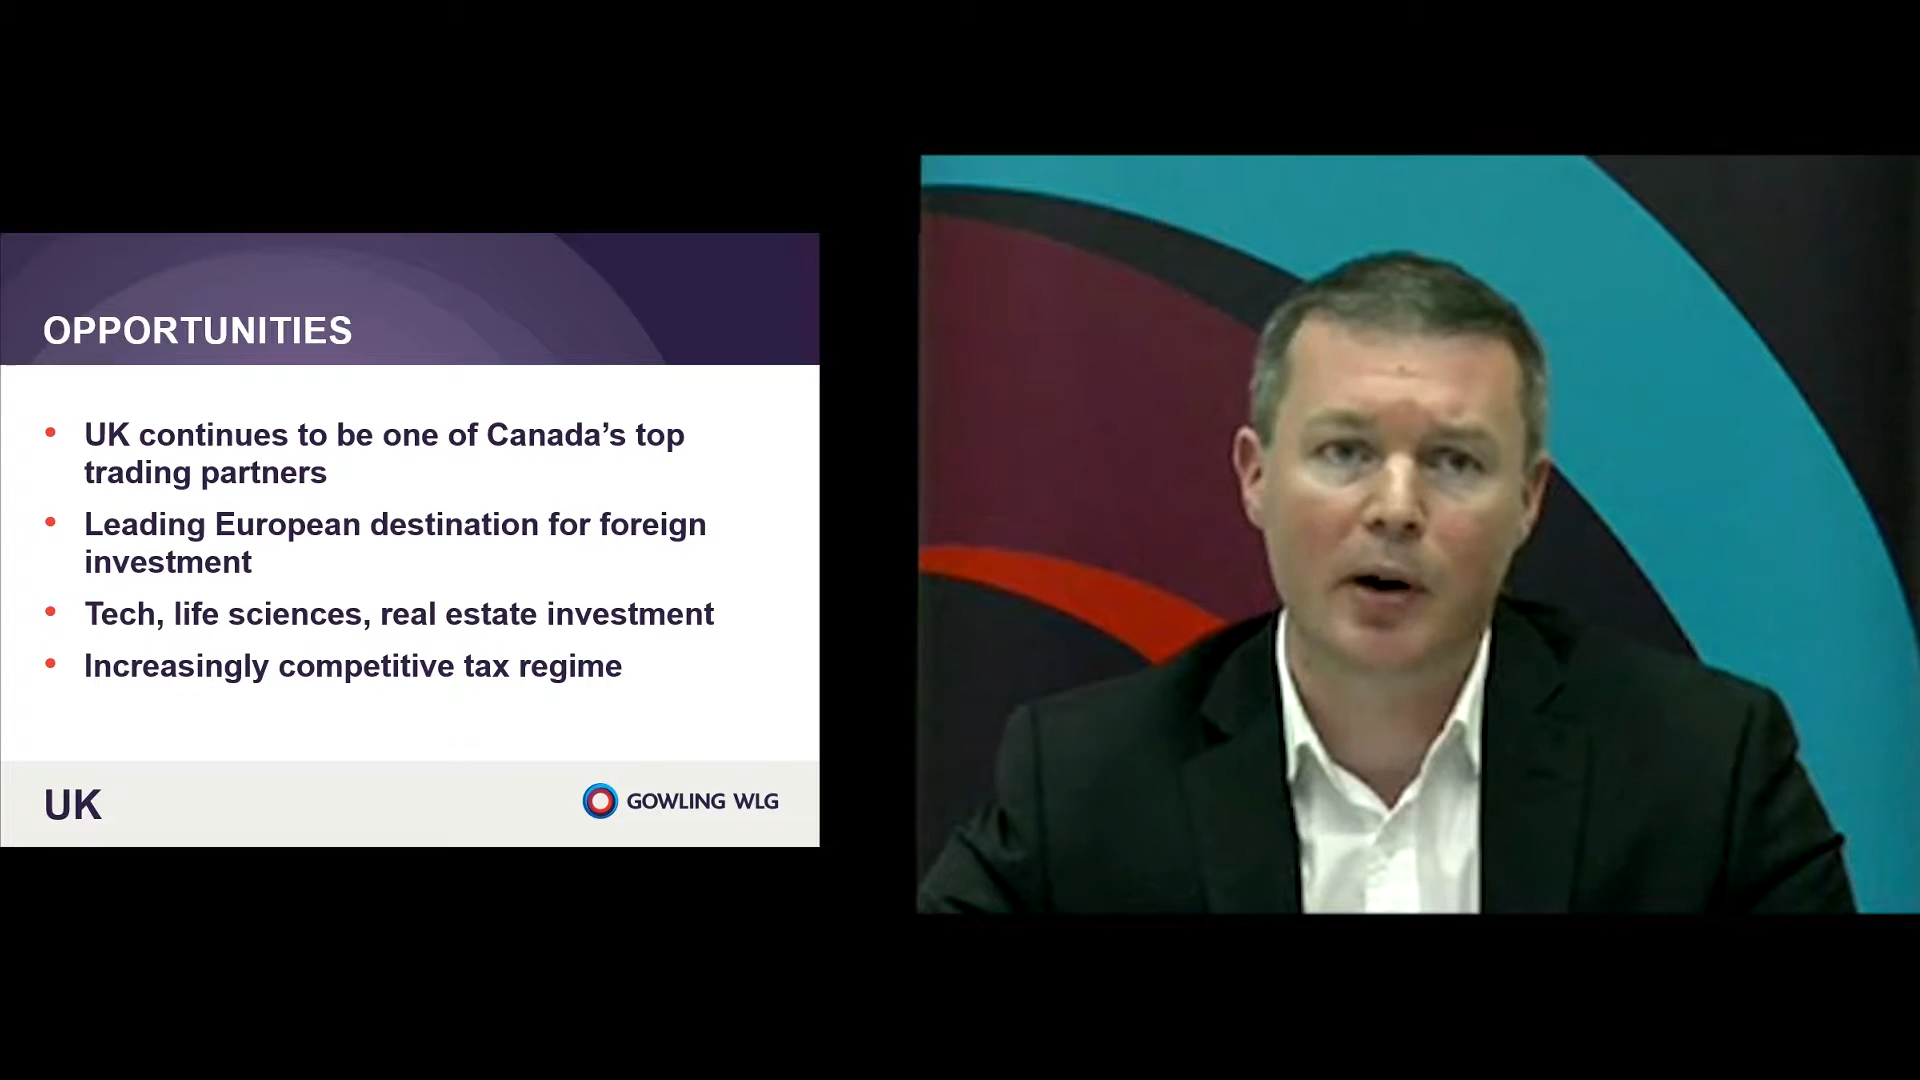 OPPORTUNITIES
• UK continues to be one of Canada’s top
trading partners
• Leading European destination for foreign
investment
• Tech, life sciences, real estate investment
• Increasingly competitive tax regime
UK
GOWLING WLG